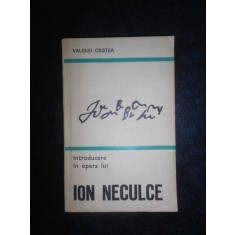 VALERIU CRISTEA
Introducere
în opera lui
ION NECULCE